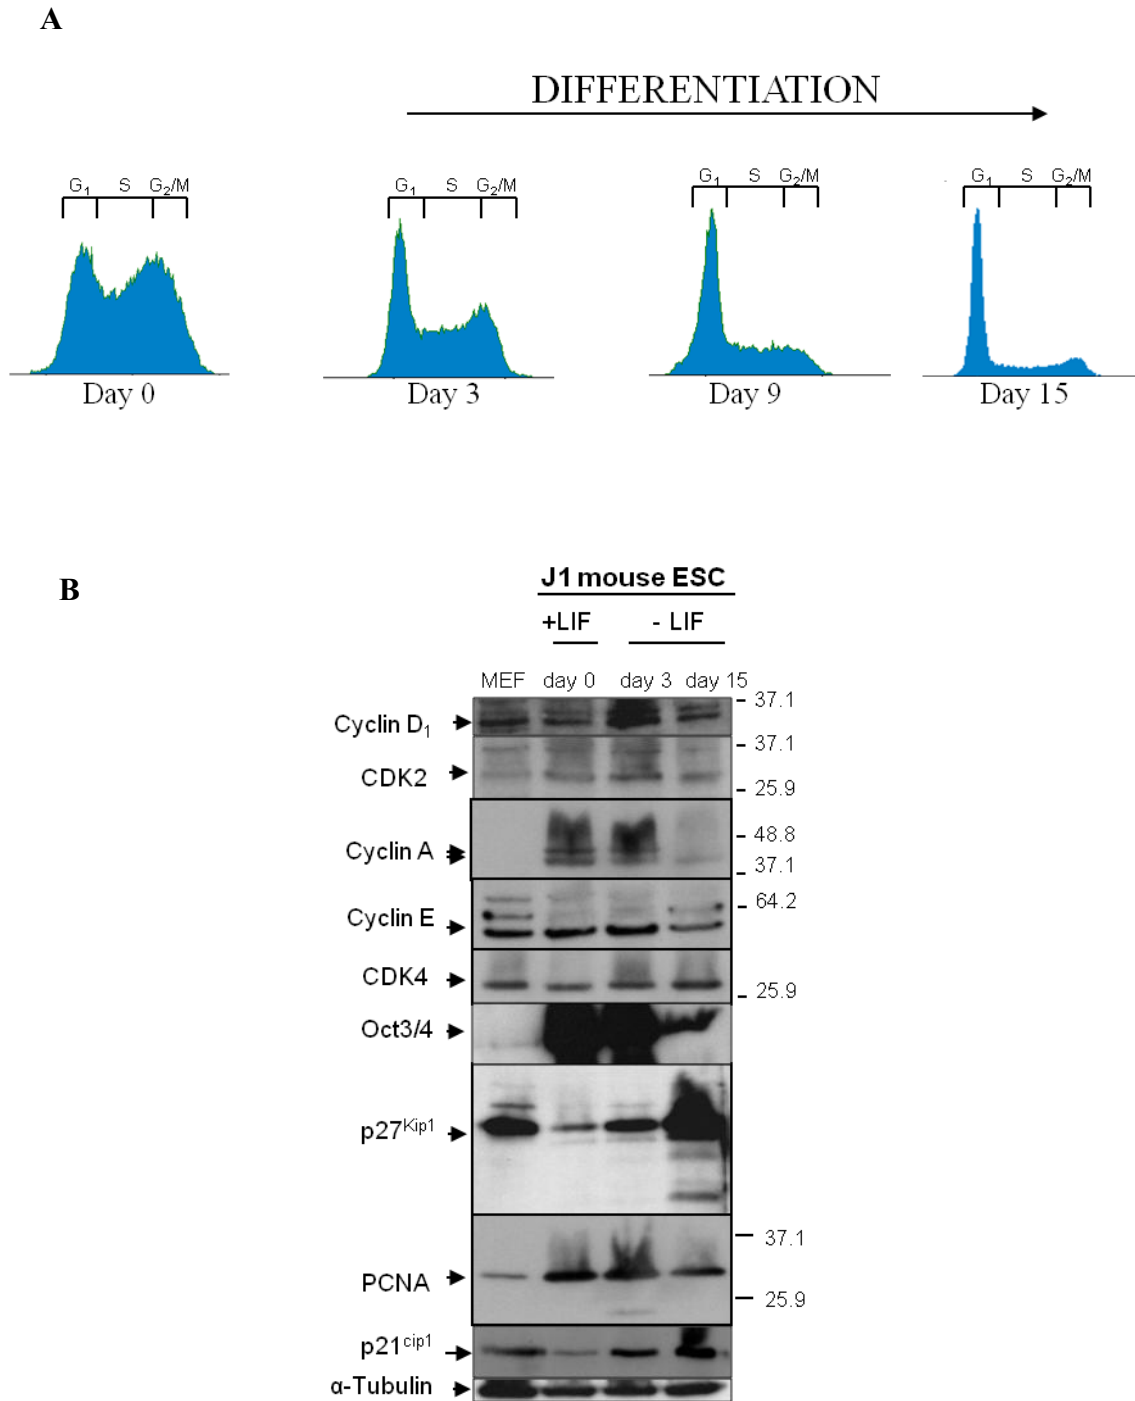 A
DIFFERENTIATION
G₁ S G₂/M
G₁ S G₂/M
G₁ S G₂/M
G₁ S G₂/M
Day 0
Day 3
Day 9
Day 15
B
J1 mouse ESC
+LIF - LIF
MEF day 0 day 3 day 15
37.1
Cyclin D₁
37.1
CDK2
25.9
48.8
Cyclin A
37.1
64.2
Cyclin E
CDK4
25.9
Oct3/4
p27Kip1
37.1
PCNA
25.9
p21cip1
α-Tubulin